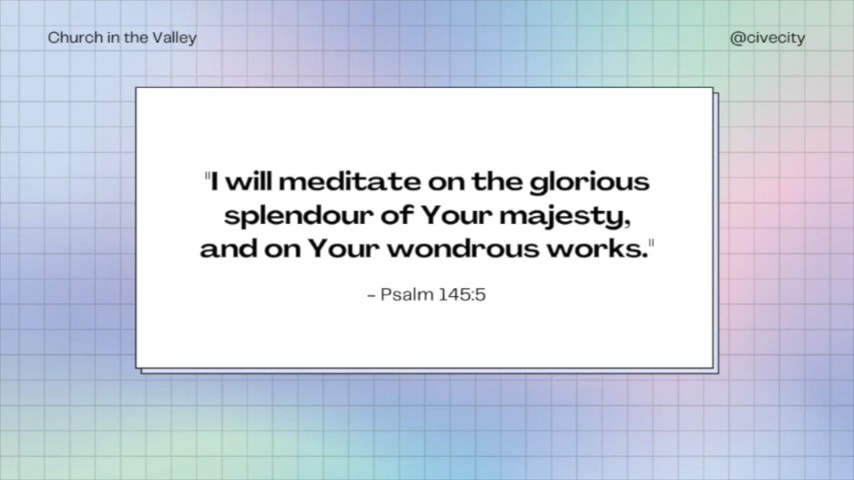 Church in the Valley
@civecity
"I will meditate on the glorious
splendour of Your majesty,
and on Your wondrous works."
– Psalm 145:5